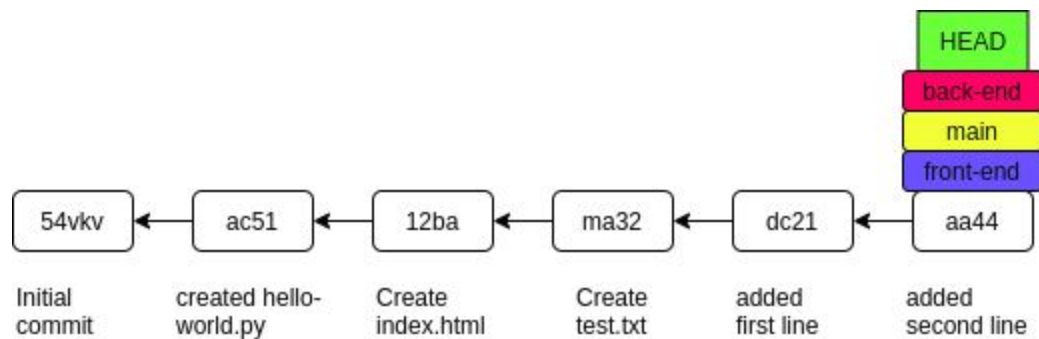 HEAD
back-end
main
front-end
54vkv
ac51
12ba
ma32
dc21
aa44
Initial
commit
created hello-
world.py
Create
index.html
Create
test.txt
added
first line
added
second line